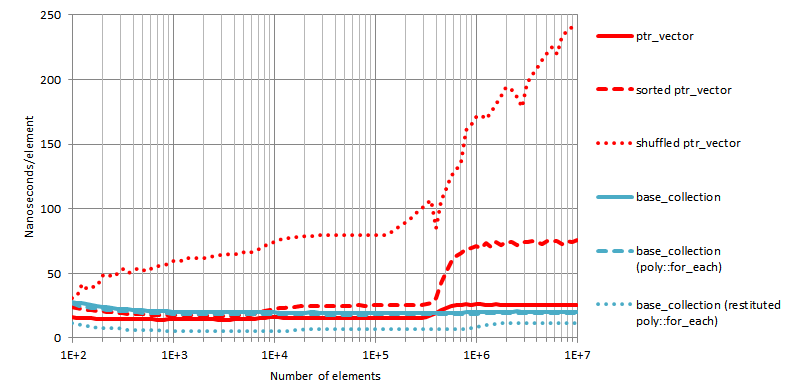 250
200
150
100
50
0
Nanoseconds/element
1E+2
1E+3
1E+4
1E+5
1E+6
1E+7
Number of elements
ptr_vector
sorted ptr_vector
shuffled ptr_vector
base_collection
base_collection
(poly::for_each)
base_collection (restituted
poly::for_each)